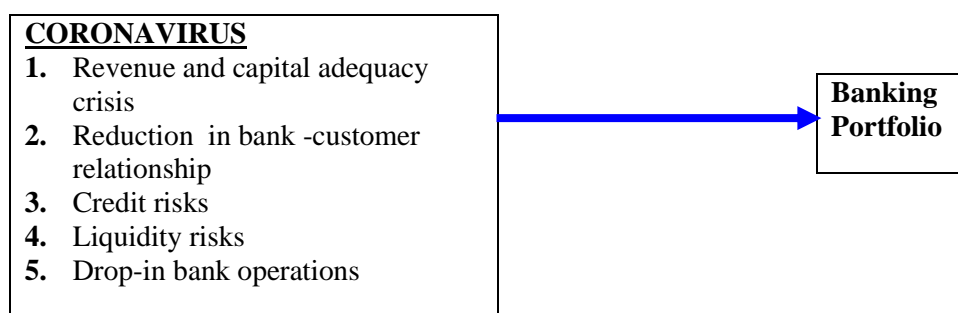 CORONAVIRUS
1. Revenue and capital adequacy
crisis
2. Reduction in bank -customer
relationship
3. Credit risks
4. Liquidity risks
5. Drop-in bank operations
Banking
Portfolio